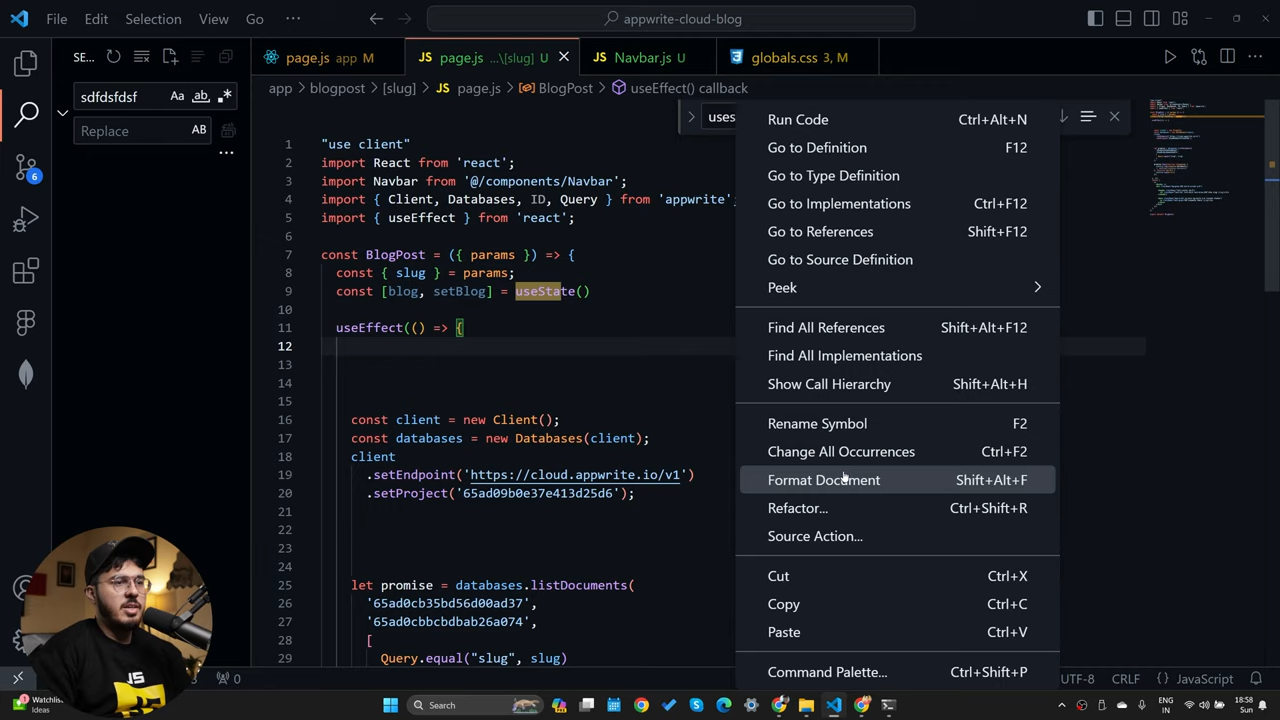 File Edit Selection View Go ··· appwrite-cloud-blog
SE... page.js app M JS page.js ...\[slug] U JS Navbar.js U globals.css 3, M
sdfdsfdsf Aa ab
Replace AB
app > blogpost > [slug] > JS page.js > BlogPost > useEffect() callback
uses
1 "use client"
2 import React from 'react';
3 import Navbar from '@/components/Navbar';
4 import { Client, Databases, ID, Query } from 'appwrite"
5 import { useEffect } from 'react';
6
7 const BlogPost = ({ params }) => {
8 const { slug } = params;
9 const [blog, setBlog] = useState()
10
11 useEffect(() => {
12
13
14
15
16 const client = new Client();
17 const databases = new Databases(client);
18 client
19 .setEndpoint('https://cloud.appwrite.io/v1')
20 .setProject('65ad09b0e37e413d25d6');
21
22
23
24
25 let promise = databases.listDocuments(
26 '65ad0cb35bd56d00ad37',
27 '65ad0cbbcbdbab26a074',
28 [
29 Query.equal("slug", slug)
Run Code Ctrl+Alt+N
Go to Definition F12
Go to Type Definition
Go to Implementations Ctrl+F12
Go to References Shift+F12
Go to Source Definition
Peek
Find All References Shift+Alt+F12
Find All Implementations
Show Call Hierarchy Shift+Alt+H
Rename Symbol F2
Change All Occurrences Ctrl+F2
Format Document Shift+Alt+F
Refactor... Ctrl+Shift+R
Source Action...
Cut Ctrl+X
Copy Ctrl+C
Paste Ctrl+V
Command Palette... Ctrl+Shift+P
6
JS
0 UTF-8 CRLF JavaScript
Watchlist
Ideas
Search
ENG
IN
18:58
Sun